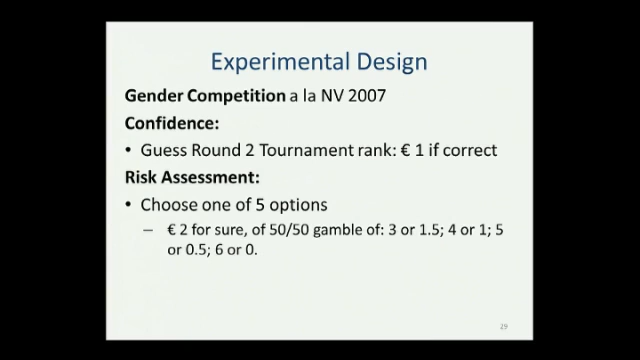 Experimental Design
Gender Competition a la NV 2007
Confidence:
• Guess Round 2 Tournament rank: € 1 if correct
Risk Assessment:
• Choose one of 5 options
– € 2 for sure, of 50/50 gamble of: 3 or 1.5; 4 or 1; 5
or 0.5; 6 or 0.
29